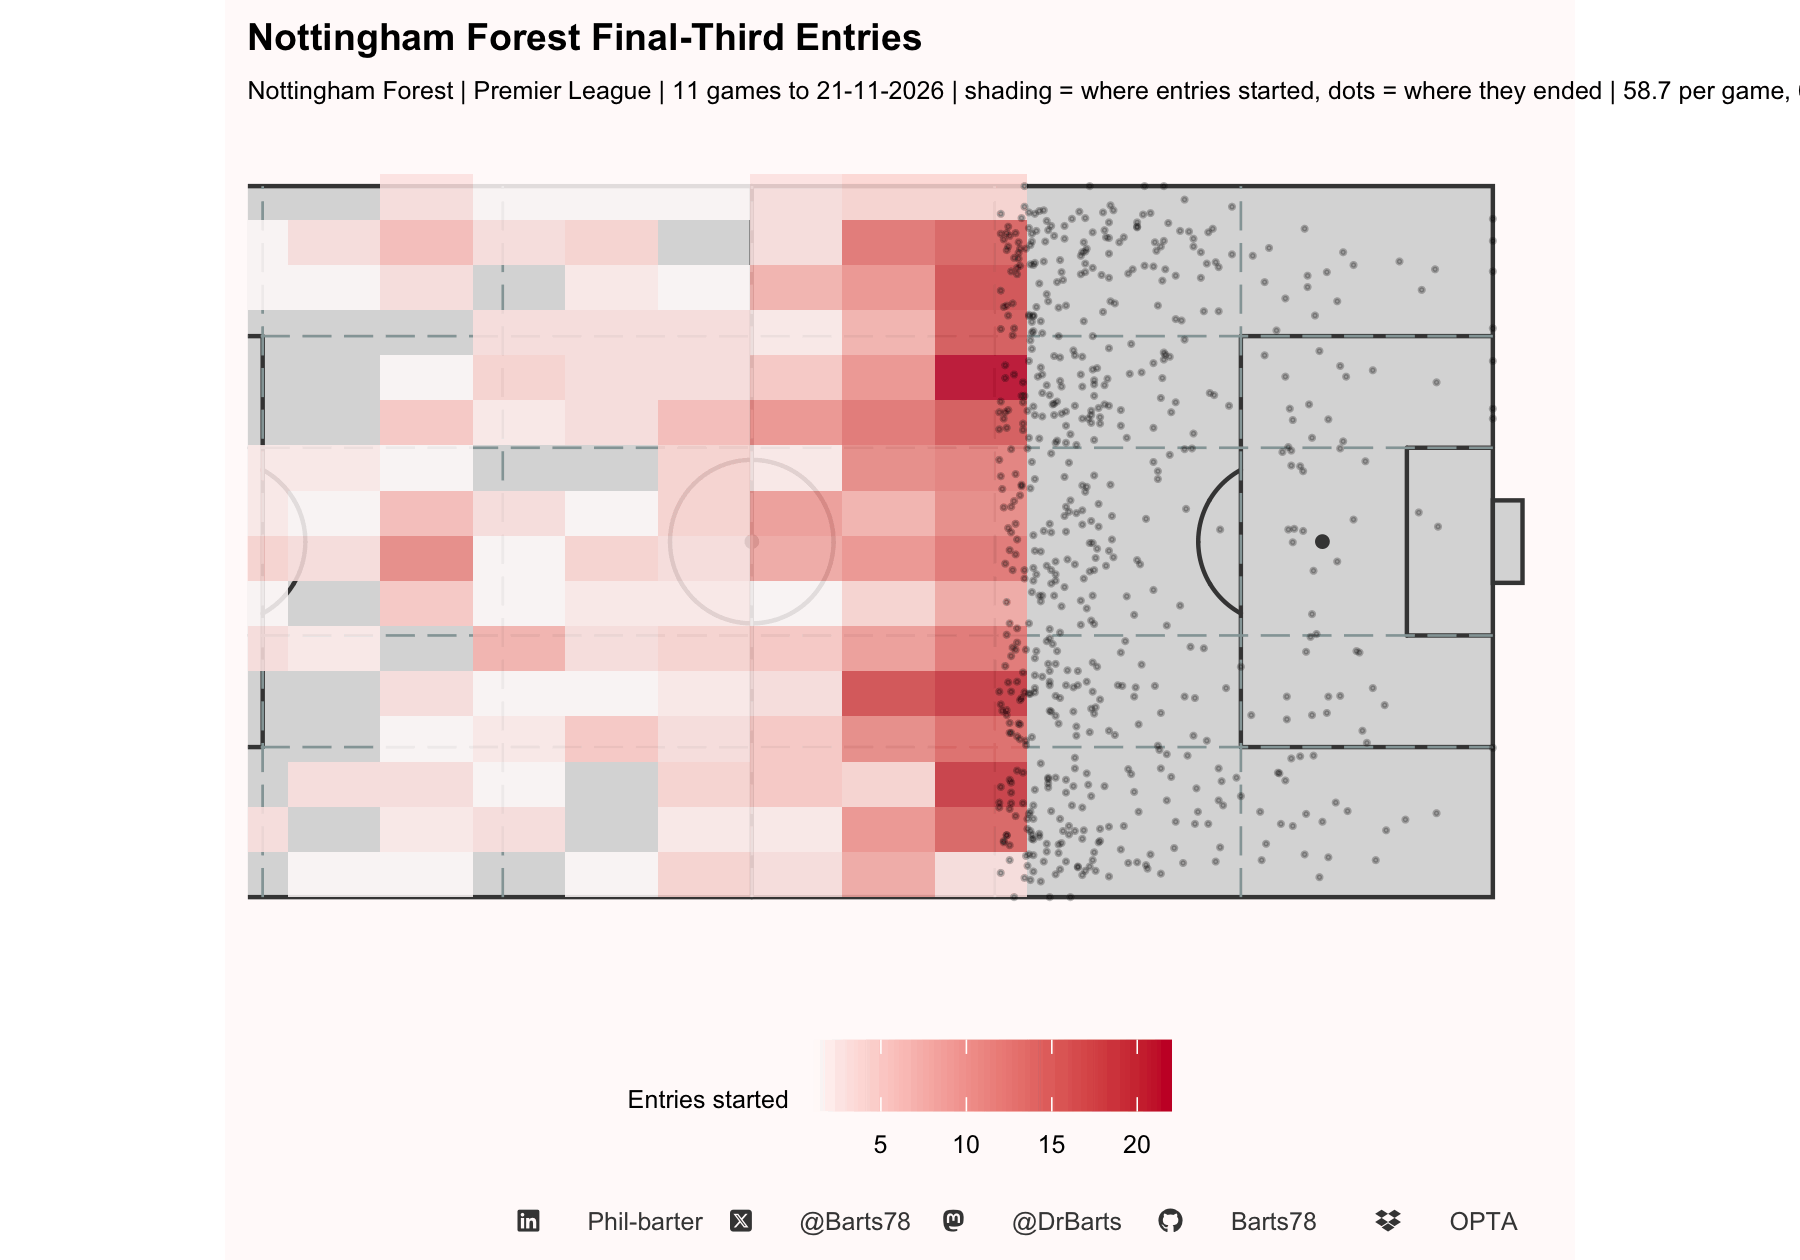 Nottingham Forest Final-Third Entries
Nottingham Forest | Premier League | 11 games to 21-11-2026 | shading = where entries started, dots = where they ended | 58.7 per game,
Entries started
5 10 15 20
Phil-barter @Barts78 @DrBarts Barts78 OPTA